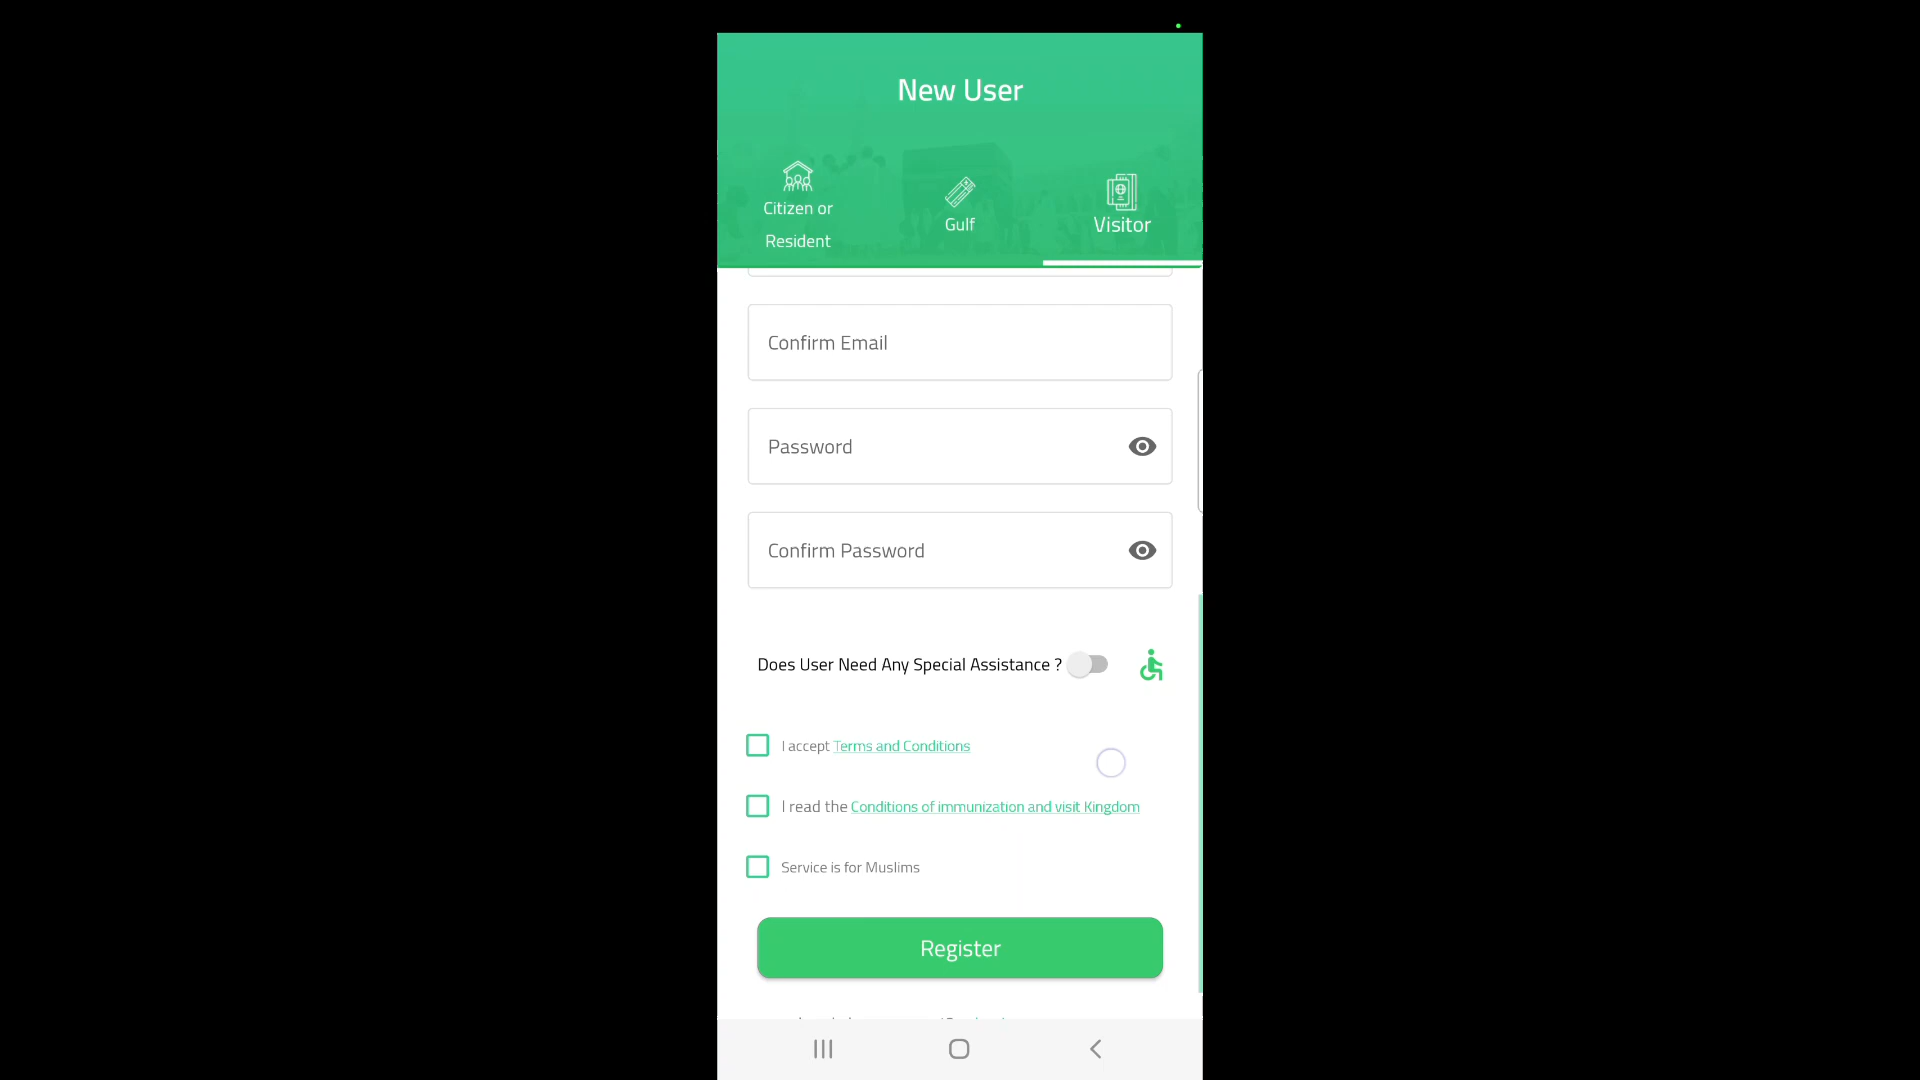 New User
Citizen or
Resident
Gulf
Visitor
Confirm Email
Password
Confirm Password
Does User Need Any Special Assistance ?
I accept Terms and Conditions
I read the Conditions of immunization and visit Kingdom
Service is for Muslims
Register